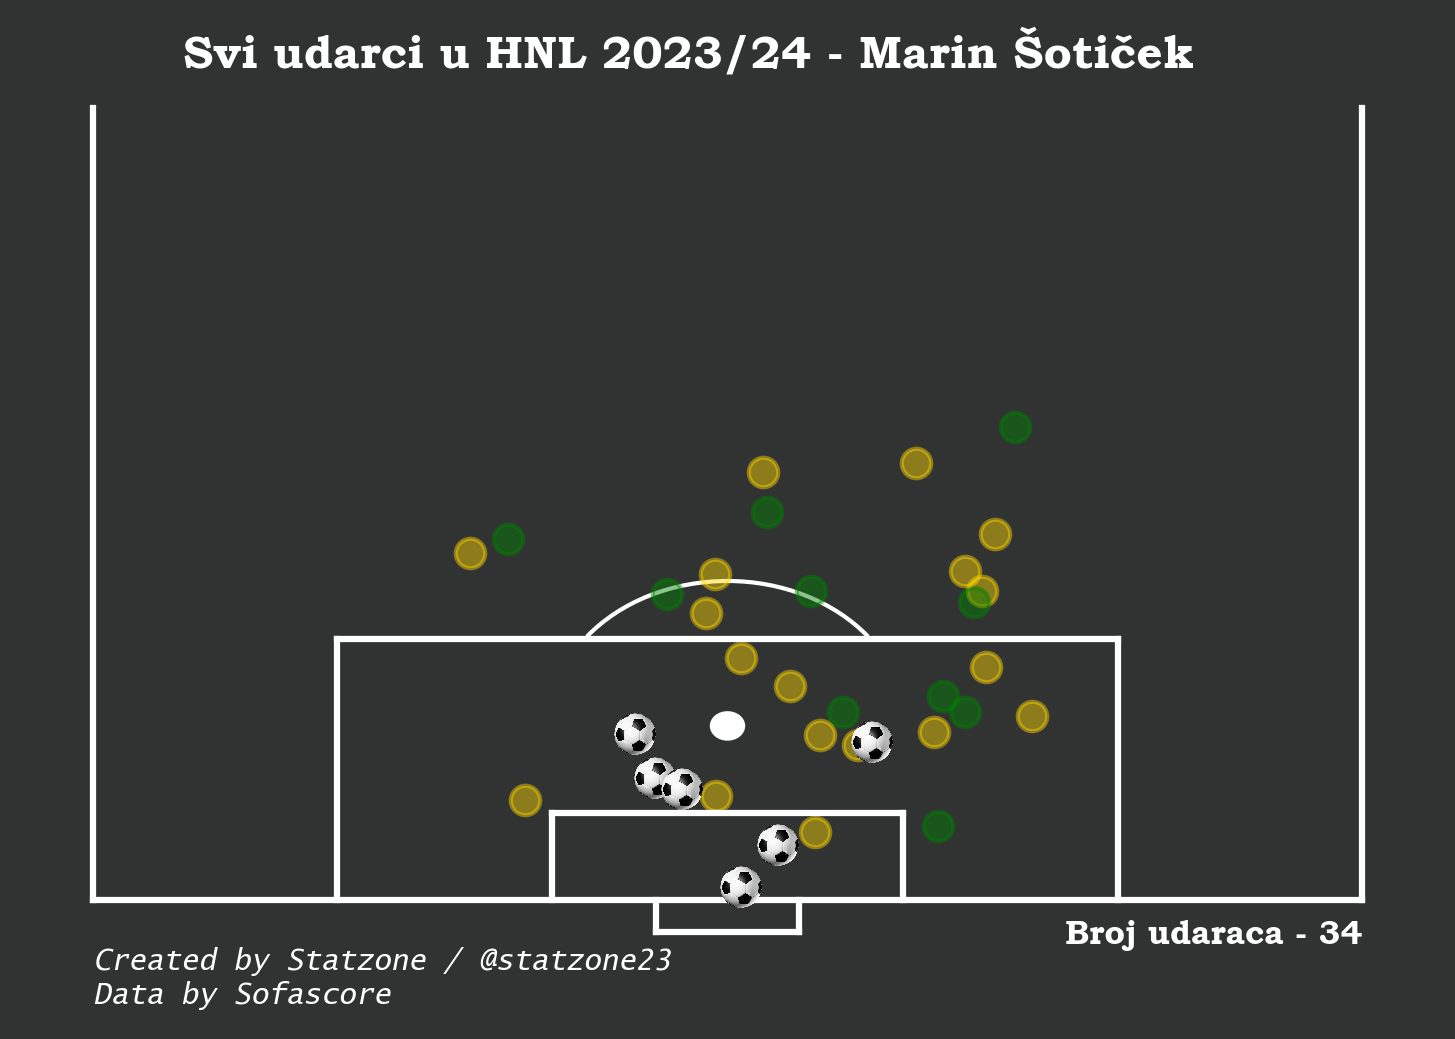 Svi udarci u HNL 2023/24 - Marin Šotiček
Broj udaraca - 34
Created by Statzone / @statzone23
Data by Sofascore